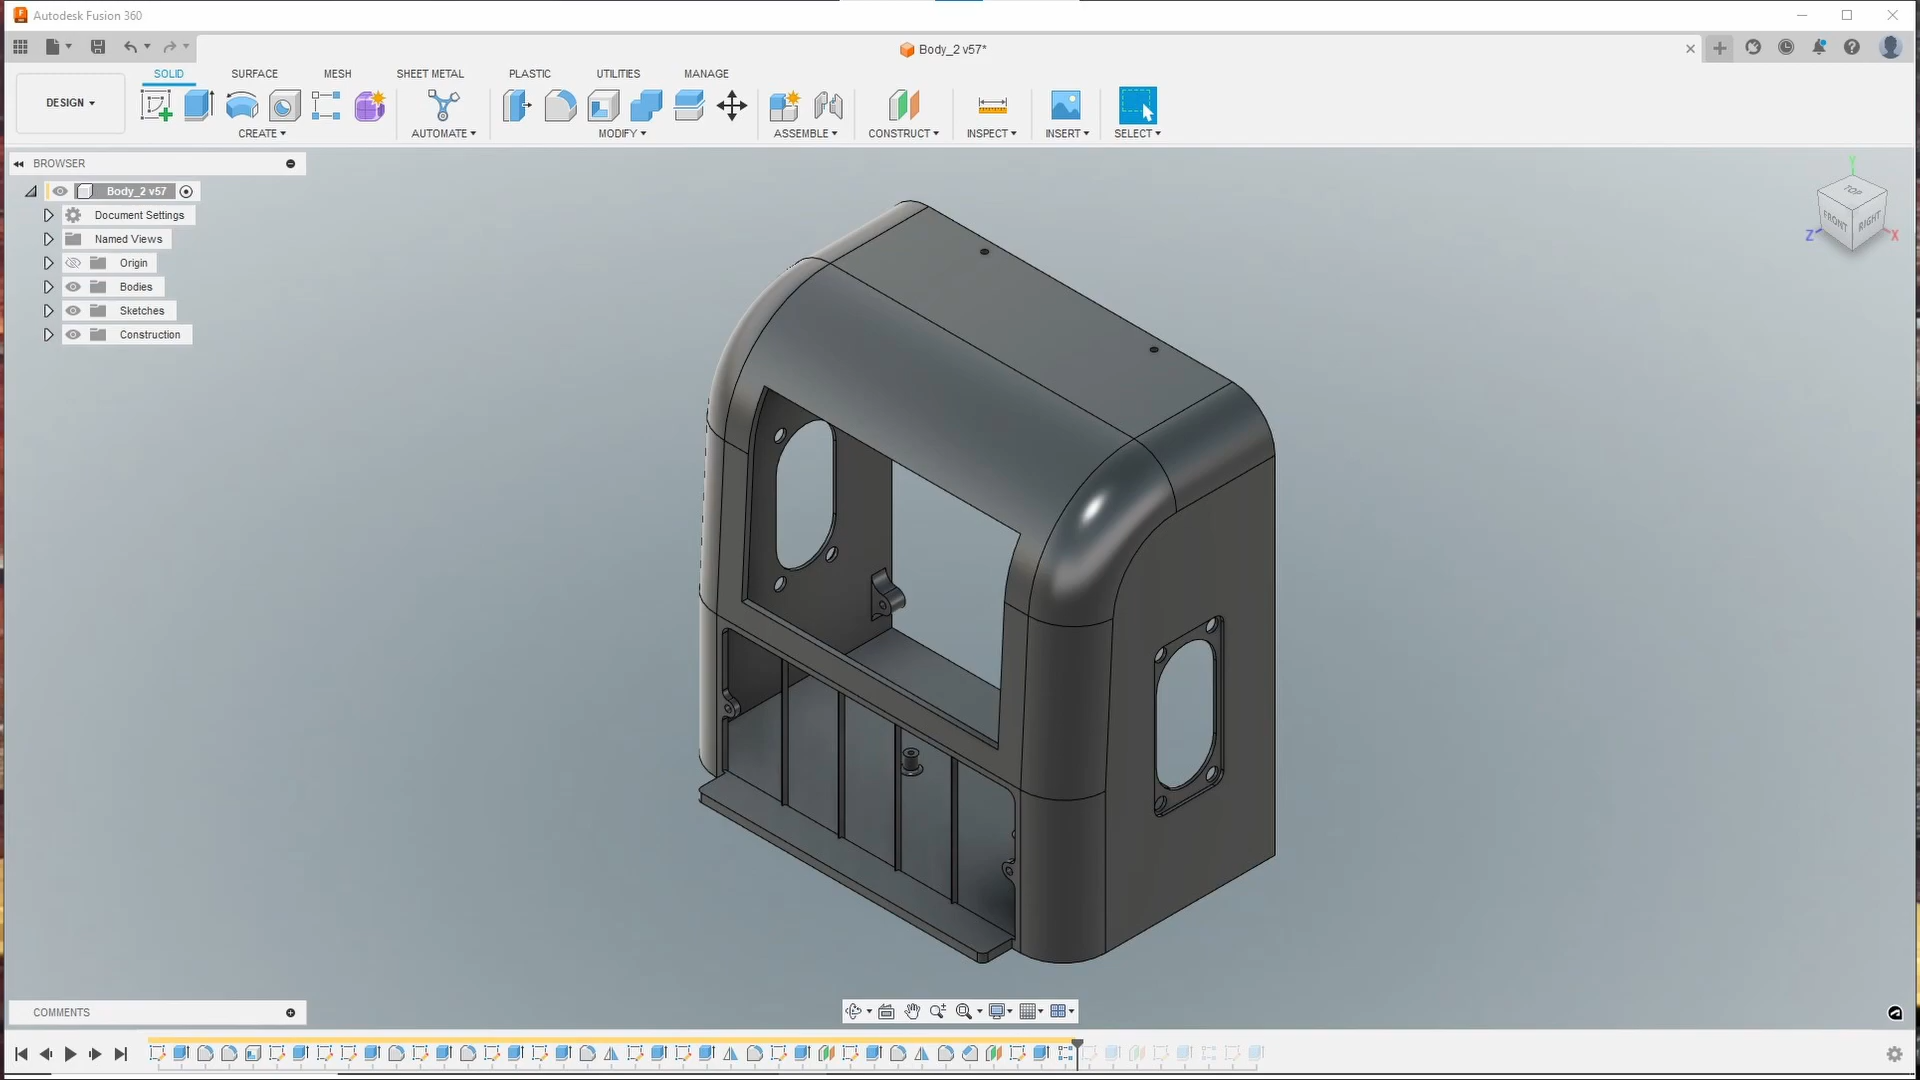 Autodesk Fusion 360
Body_2 v57*
SOLID SURFACE MESH SHEET METAL PLASTIC UTILITIES MANAGE
DESIGN
CREATE AUTOMATE MODIFY ASSEMBLE CONSTRUCT INSPECT INSERT SELECT
BROWSER
Body_2 v57
Document Settings
Named Views
Origin
Bodies
Sketches
Construction
Y
TOP
FRONT RIGHT
Z X
COMMENTS